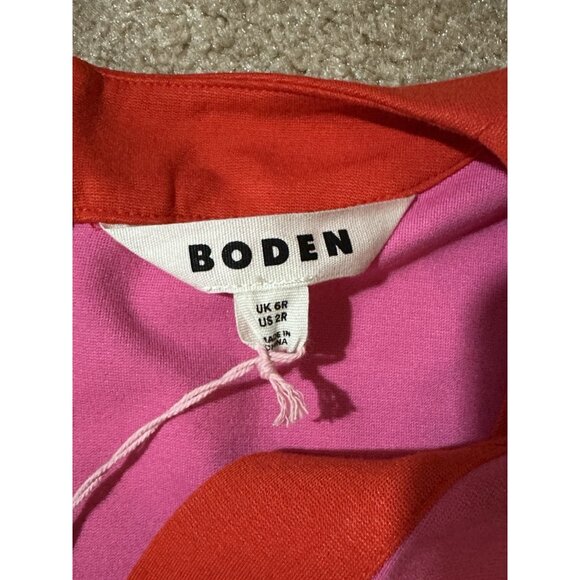 BODEN
UK 6R
US 2R
MADE IN
CHINA